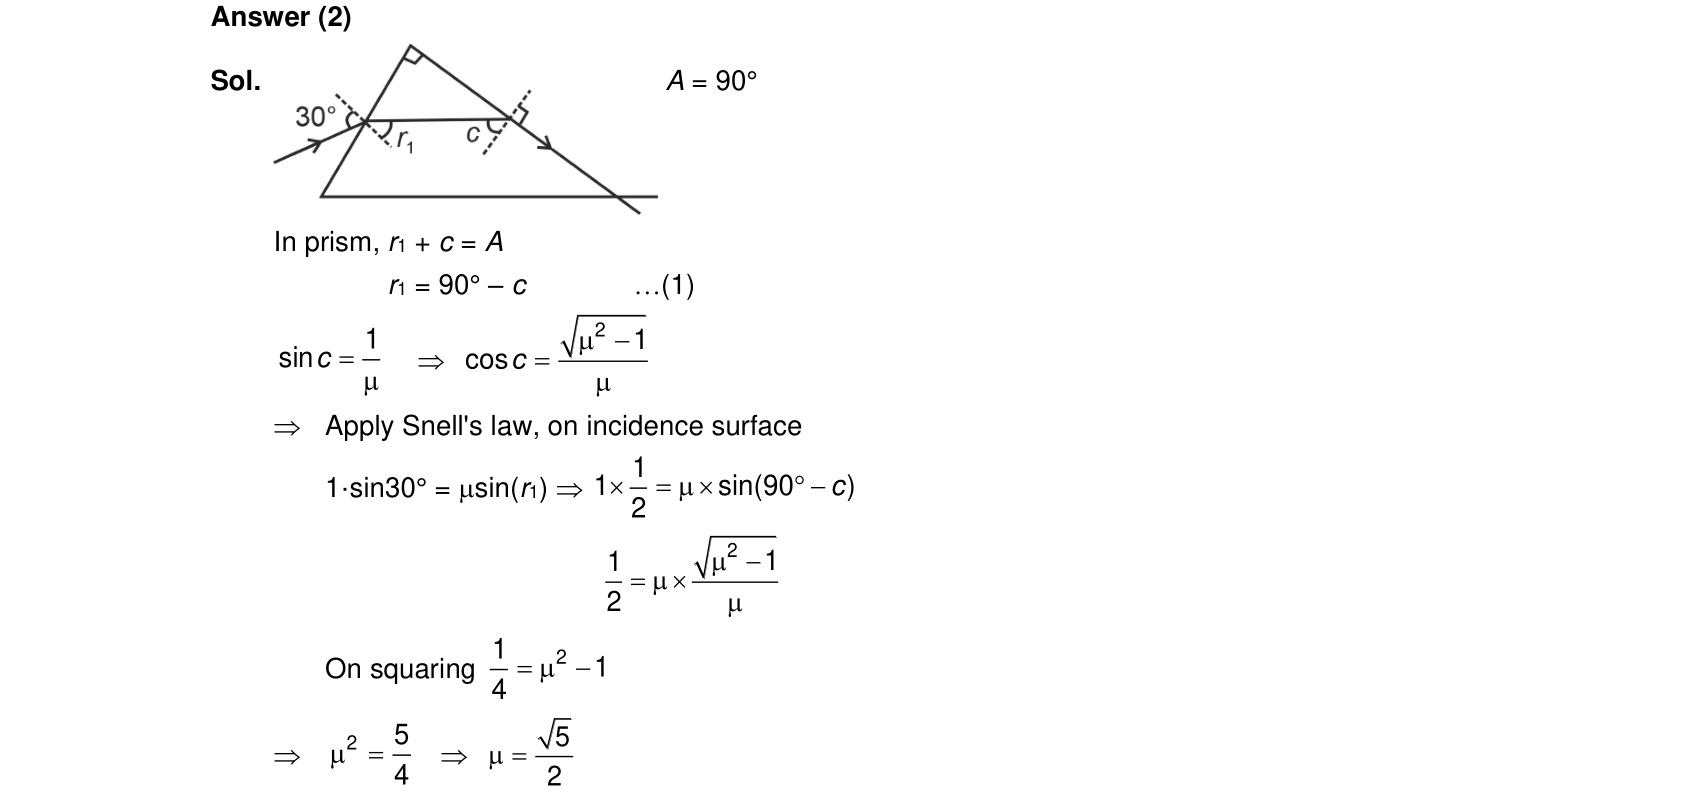 Answer (2)
Sol.
A = 90°
30°
r₁
c
In prism, r₁ + c = A
r₁ = 90° – c …(1)
sin c = 1/μ ⇒ cos c = √(μ² – 1)/μ
⇒ Apply Snell's law, on incidence surface
1·sin30° = μsin(r₁) ⇒ 1 × 1/2 = μ × sin(90° – c)
1/2 = μ × √(μ² – 1)/μ
On squaring 1/4 = μ² – 1
⇒ μ² = 5/4 ⇒ μ = √5/2